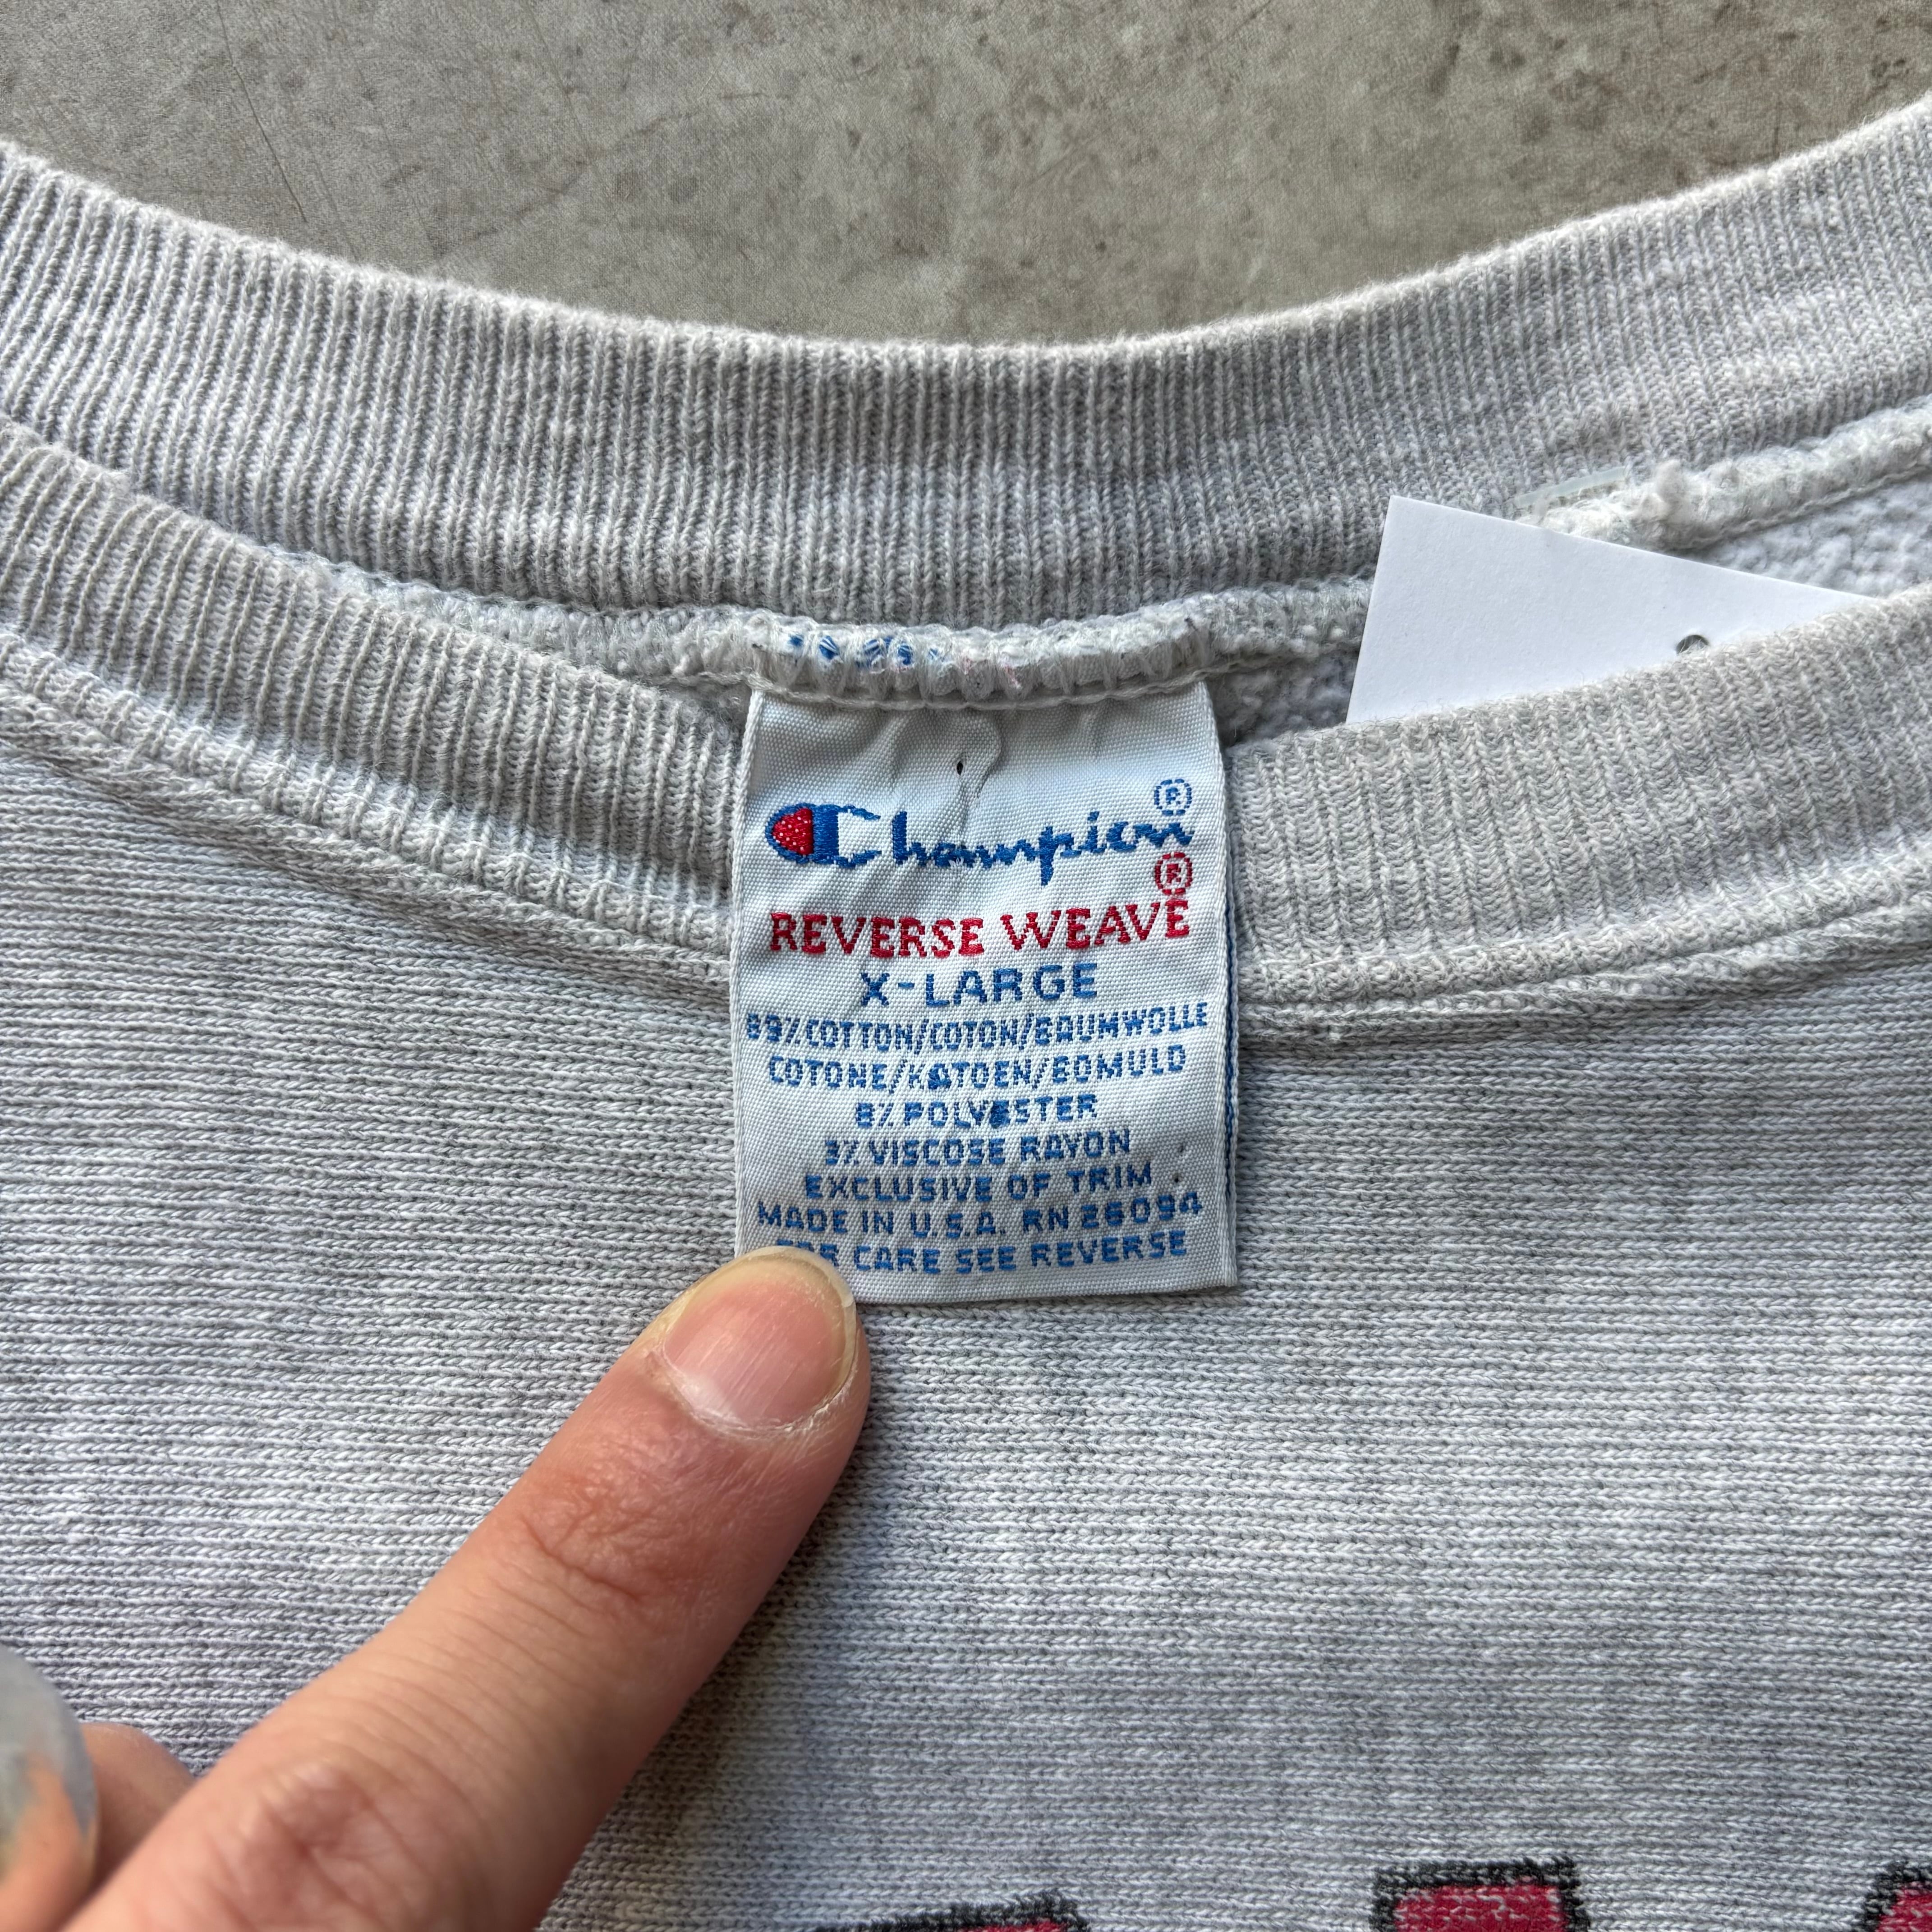 Champion®
REVERSE WEAVE®
X-LARGE
89%COTTON/COTON/BAUMWOLLE
COTONE/KATOEN/BOMULD
8% POLYESTER
3% VISCOSE RAYON
EXCLUSIVE OF TRIM
MADE IN U.S.A. RN 26094
FOR CARE SEE REVERSE